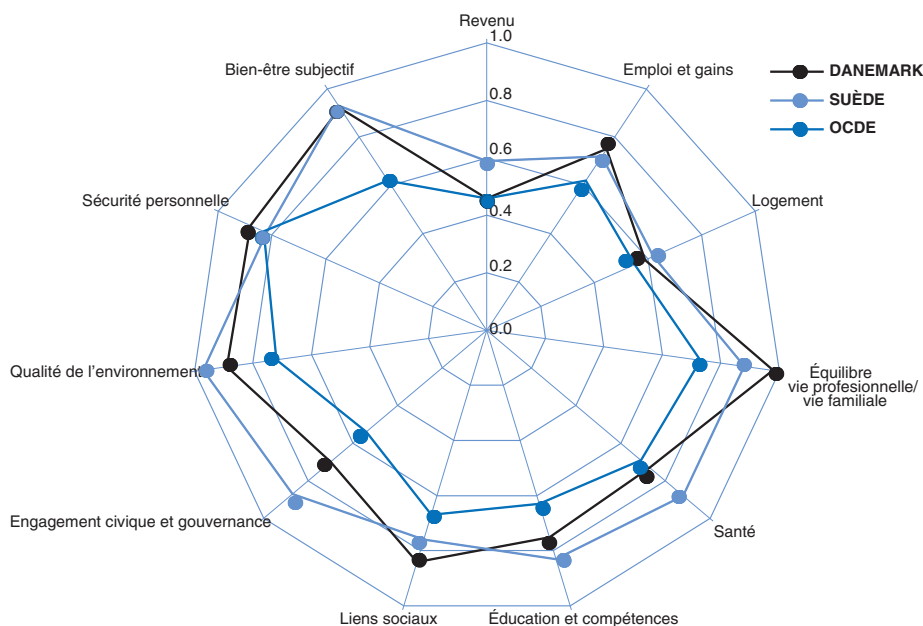 Revenu
1.0
Bien-être subjectif
Emploi et gains
DANEMARK
SUÈDE
OCDE
0.8
0.6
Sécurité personnelle
Logement
0.4
0.2
0.0
Qualité de l’environnement
Équilibre
vie profesionnelle/
vie familiale
Engagement civique et gouvernance
Santé
Liens sociaux
Éducation et compétences